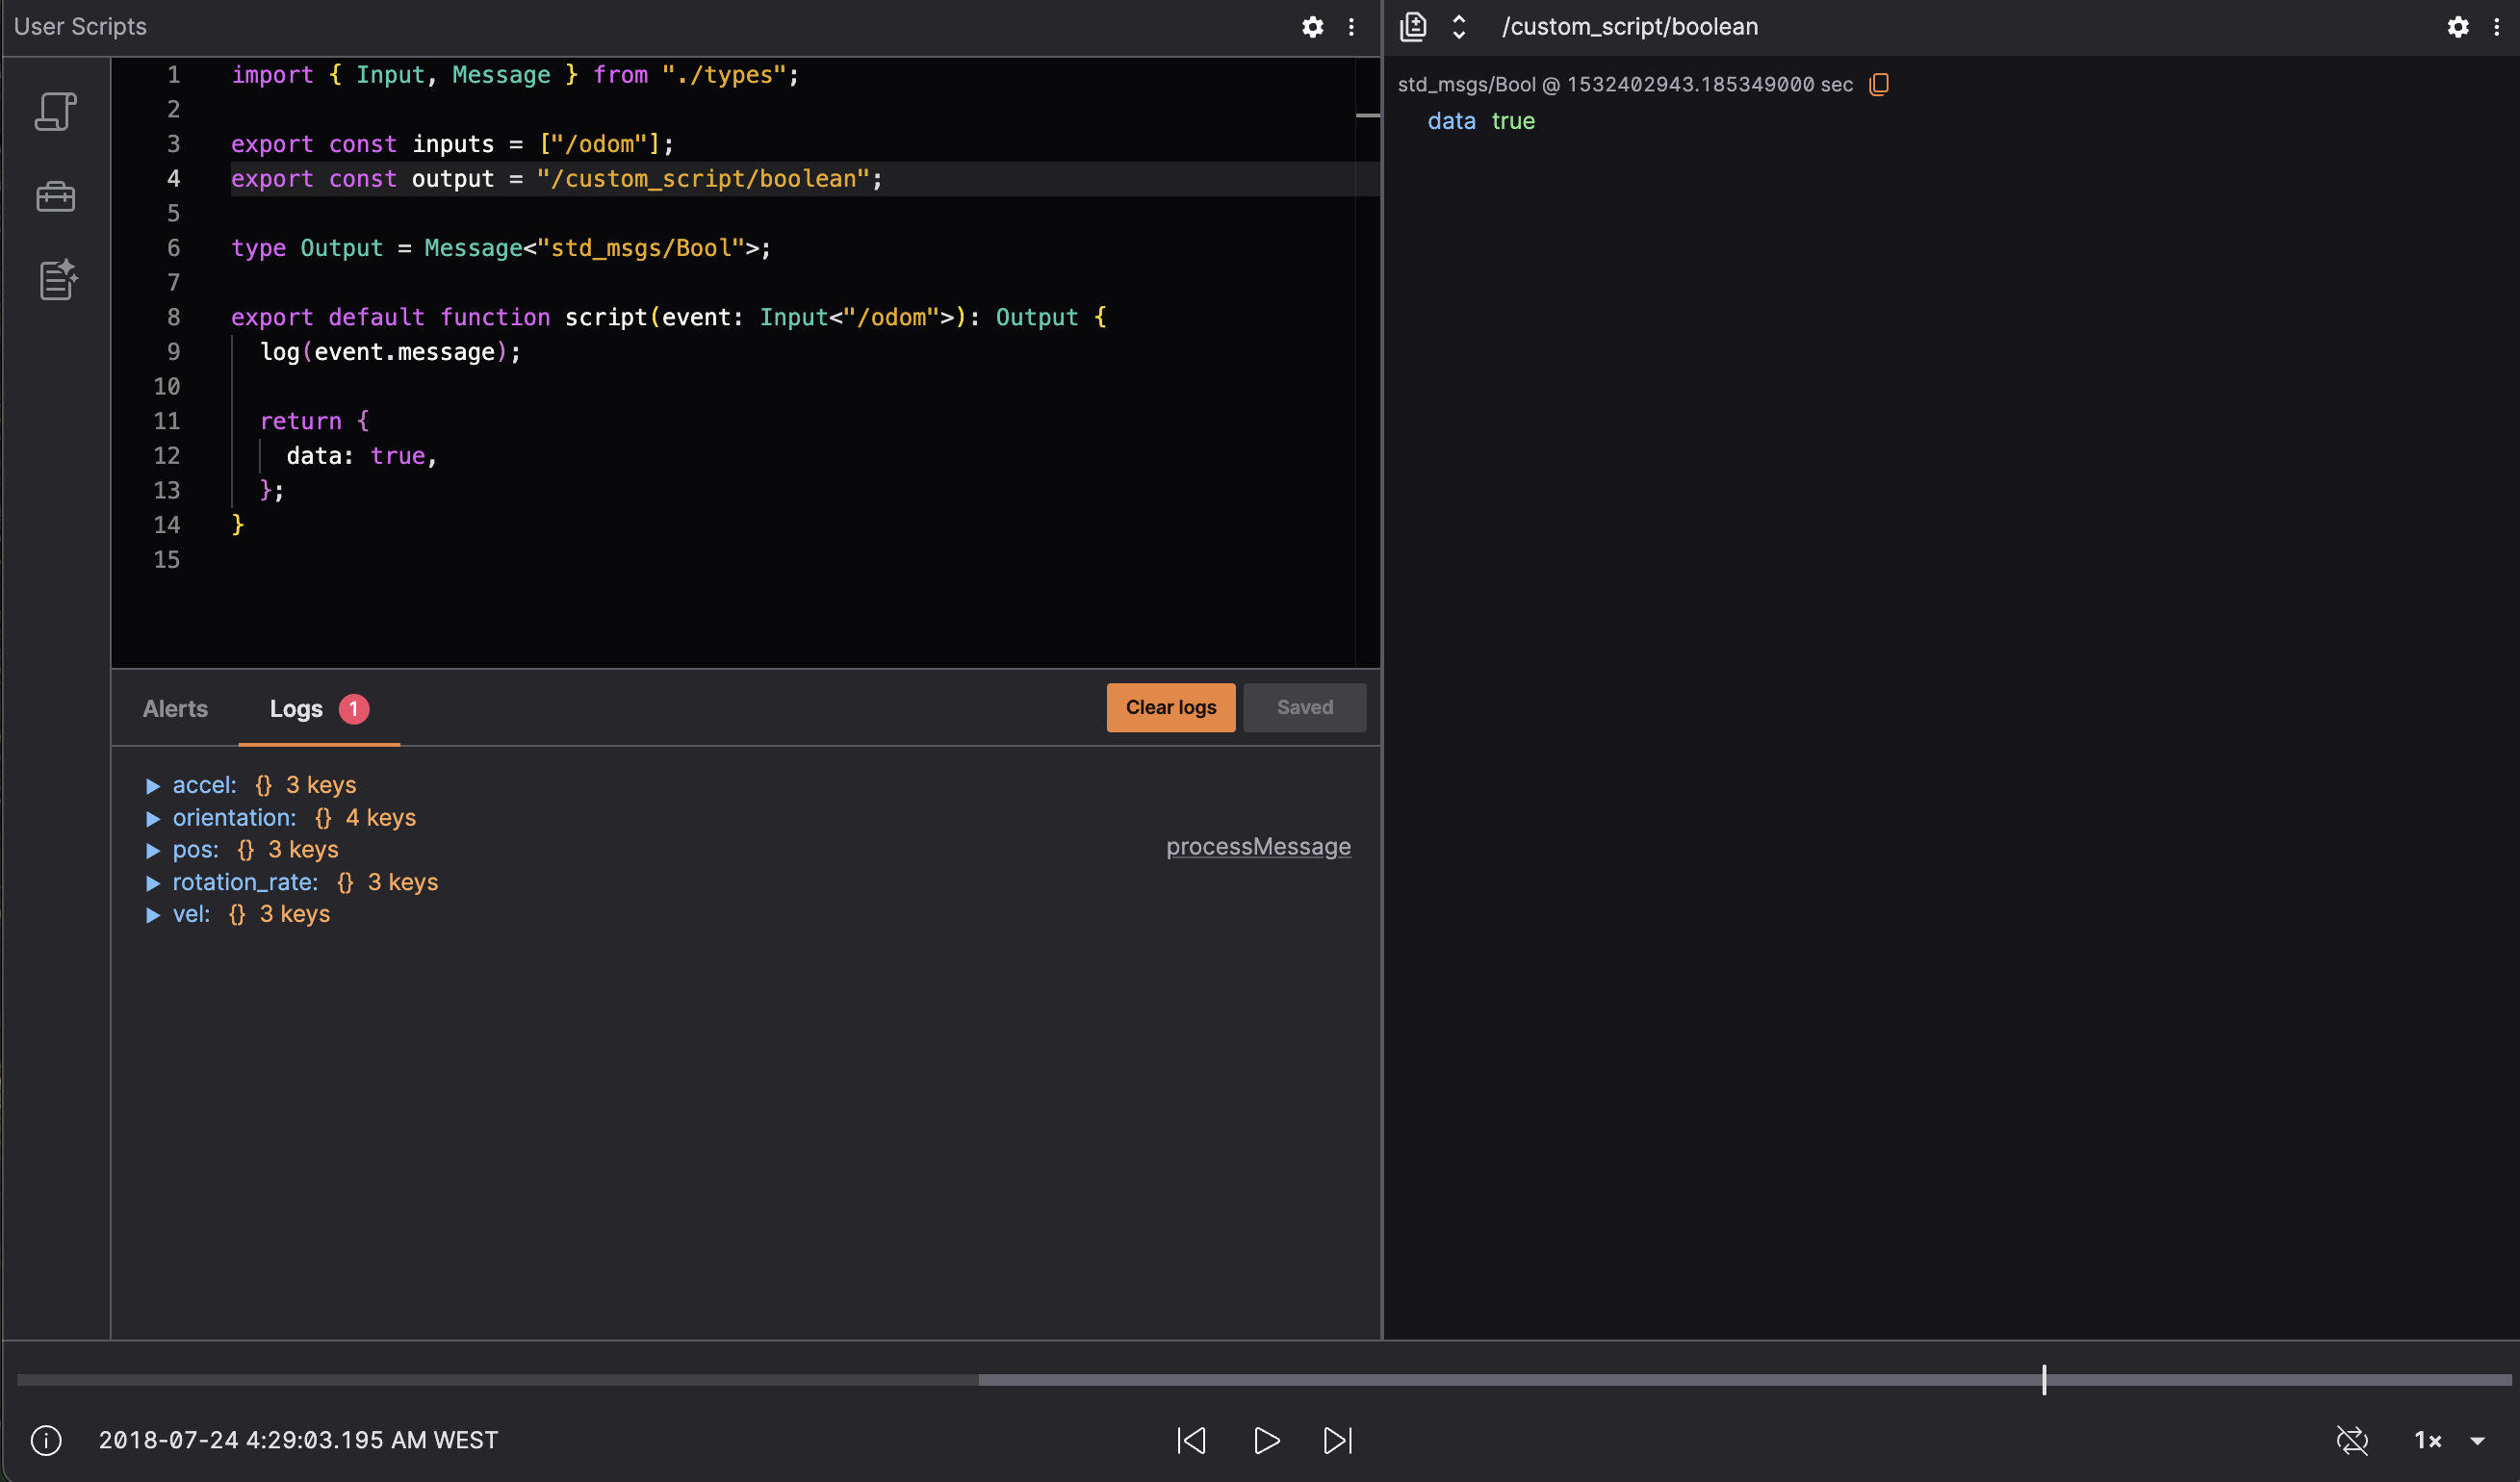 User Scripts
1 import { Input, Message } from "./types";
2
3 export const inputs = ["/odom"];
4 export const output = "/custom_script/boolean";
5
6 type Output = Message<"std_msgs/Bool">;
7
8 export default function script(event: Input<"/odom">): Output {
9 log(event.message);
10
11 return {
12 data: true,
13 };
14 }
15
Alerts Logs 1 Clear logs Saved
accel: {} 3 keys
orientation: {} 4 keys
pos: {} 3 keys
processMessage
rotation_rate: {} 3 keys
vel: {} 3 keys
/custom_script/boolean
std_msgs/Bool @ 1532402943.185349000 sec
data true
2018-07-24 4:29:03.195 AM WEST
1×